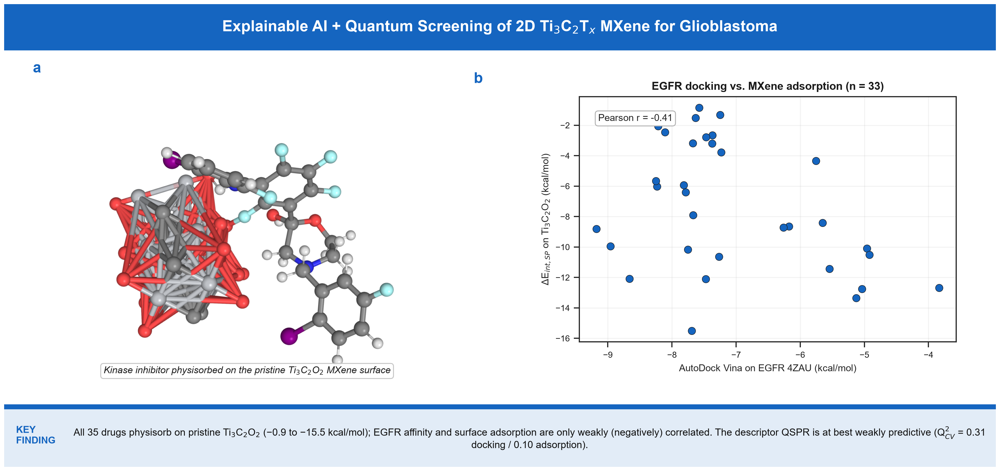 Explainable AI + Quantum Screening of 2D Ti₃C₂Tₓ MXene for Glioblastoma
a
Kinase inhibitor physisorbed on the pristine Ti₃C₂O₂ MXene surface
b
EGFR docking vs. MXene adsorption (n = 33)
Pearson r = -0.41
ΔE_int,SP on Ti₃C₂O₂ (kcal/mol)
−2
−4
−6
−8
−10
−12
−14
−16
−9 −8 −7 −6 −5 −4
AutoDock Vina on EGFR 4ZAU (kcal/mol)
KEY
FINDING
All 35 drugs physisorb on pristine Ti₃C₂O₂ (−0.9 to −15.5 kcal/mol); EGFR affinity and surface adsorption are only weakly (negatively) correlated. The descriptor QSPR is at best weakly predictive (Q²_CV = 0.31
docking / 0.10 adsorption).